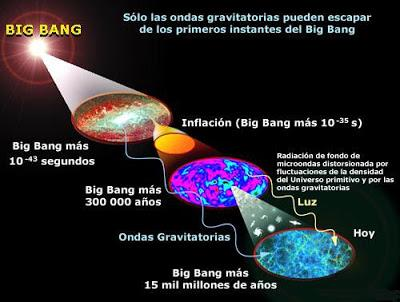 Sólo las ondas gravitatorias pueden escapar
de los primeros instantes del Big Bang
BIG BANG
Inflación (Big Bang más 10⁻³⁵ s)
Big Bang más
10⁻⁴³ segundos
Radiación de fondo de
microondas distorsionada por
fluctuaciones de la densidad
del Universo primitivo y por las
ondas gravitatorias
Big Bang más
300 000 años
Luz
Hoy
Ondas Gravitatorias
Big Bang más
15 mil millones de años